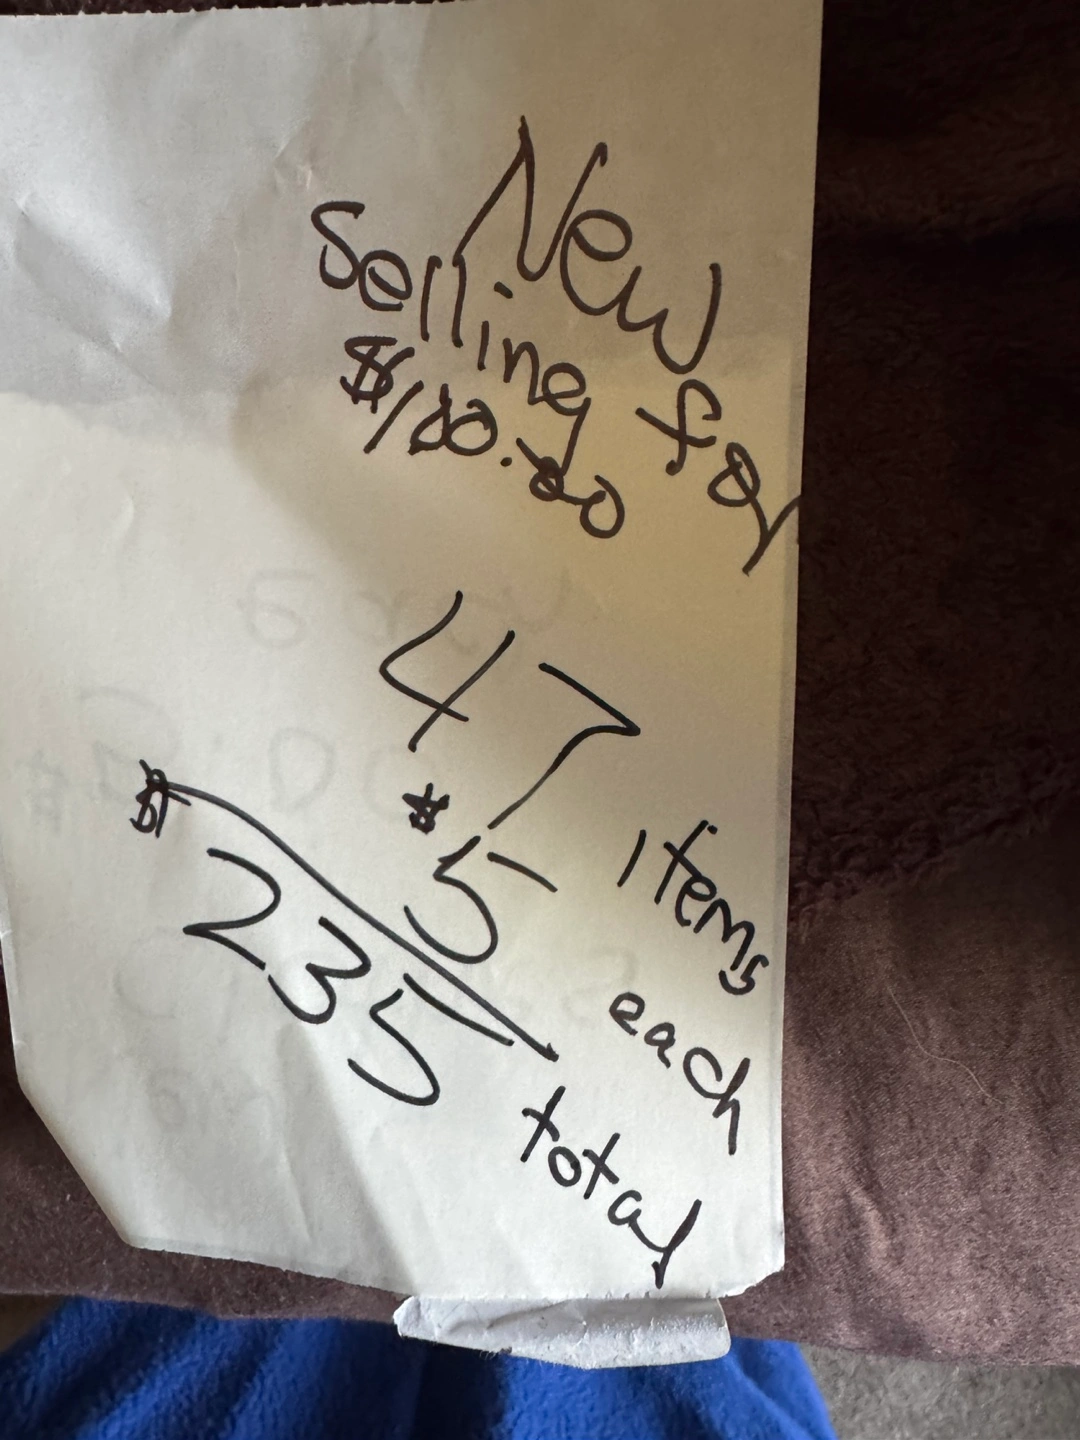 New for
Selling
$100.00
47 items
$5 each
$235 total